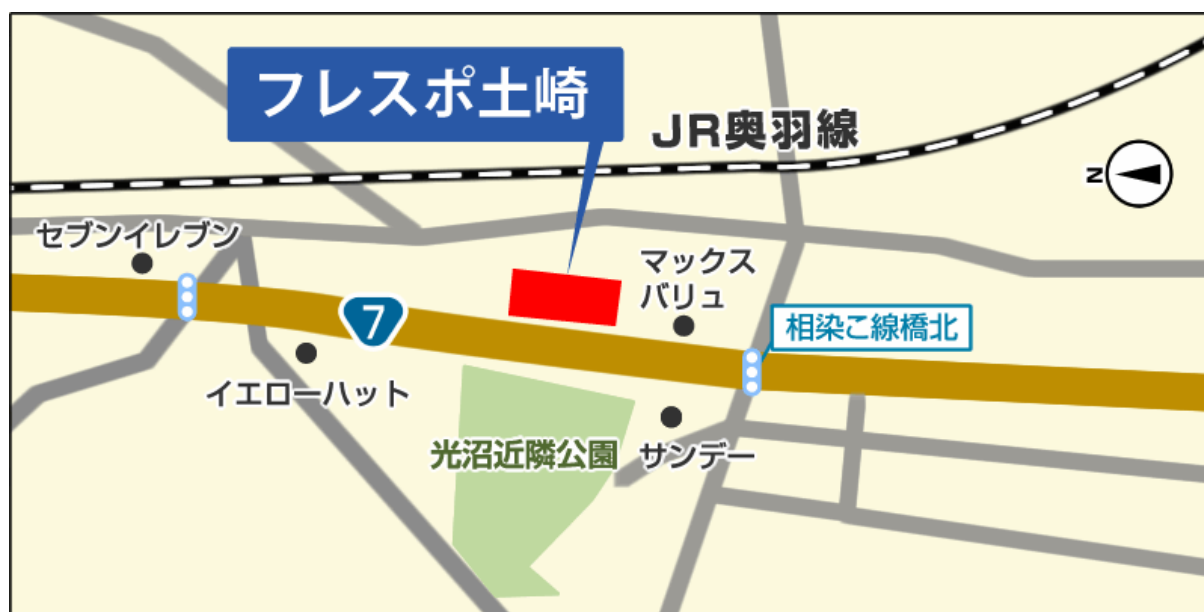 フレスポ土崎
JR奥羽線
N
セブンイレブン
マックス
バリュ
7
相染こ線橋北
イエローハット
光沼近隣公園
サンデー